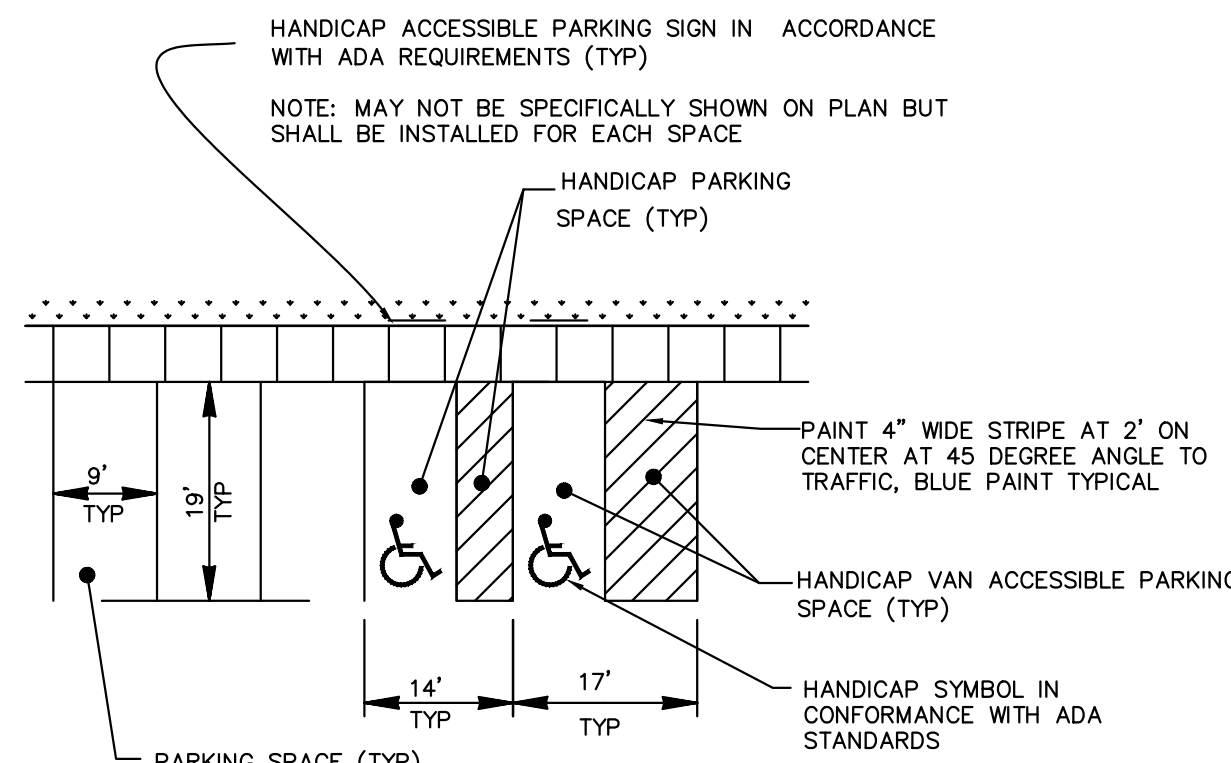 HANDICAP ACCESSIBLE PARKING SIGN IN ACCORDANCE
WITH ADA REQUIREMENTS (TYP)
NOTE: MAY NOT BE SPECIFICALLY SHOWN ON PLAN BUT
SHALL BE INSTALLED FOR EACH SPACE
HANDICAP PARKING
SPACE (TYP)
PAINT 4" WIDE STRIPE AT 2' ON
CENTER AT 45 DEGREE ANGLE TO
TRAFFIC, BLUE PAINT TYPICAL
9'
TYP
19'
TYP
HANDICAP VAN ACCESSIBLE PARKING
SPACE (TYP)
14'
TYP
17'
TYP
HANDICAP SYMBOL IN
CONFORMANCE WITH ADA
STANDARDS
PARKING SPACE (TYP)